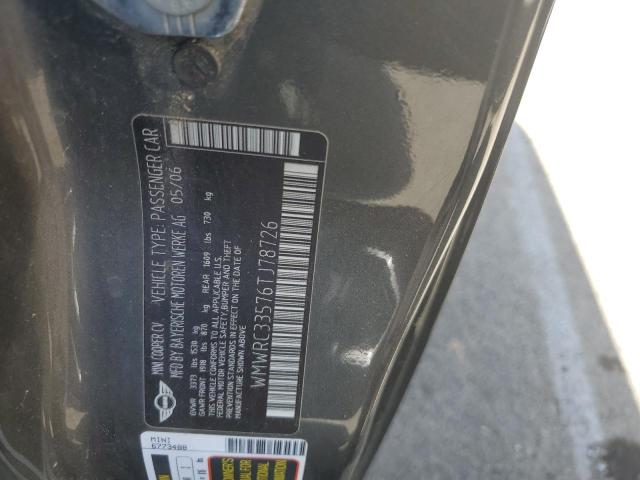 MINI COOPER CV VEHICLE TYPE: PASSENGER CAR
MFD BY BAYERISCHE MOTOREN WERKE AG 05/06
GVWR 3373 lbs 1530 kg
GAWR FRONT 1918 lbs 870 kg REAR 1609 lbs 730 kg
THIS VEHICLE CONFORMS TO ALL APPLICABLE U.S.
FEDERAL MOTOR VEHICLE SAFETY, BUMPER AND THEFT
PREVENTION STANDARDS IN EFFECT ON THE DATE OF
MANUFACTURE SHOWN ABOVE.
WMWRC33576TJ78726
MINI
6773488